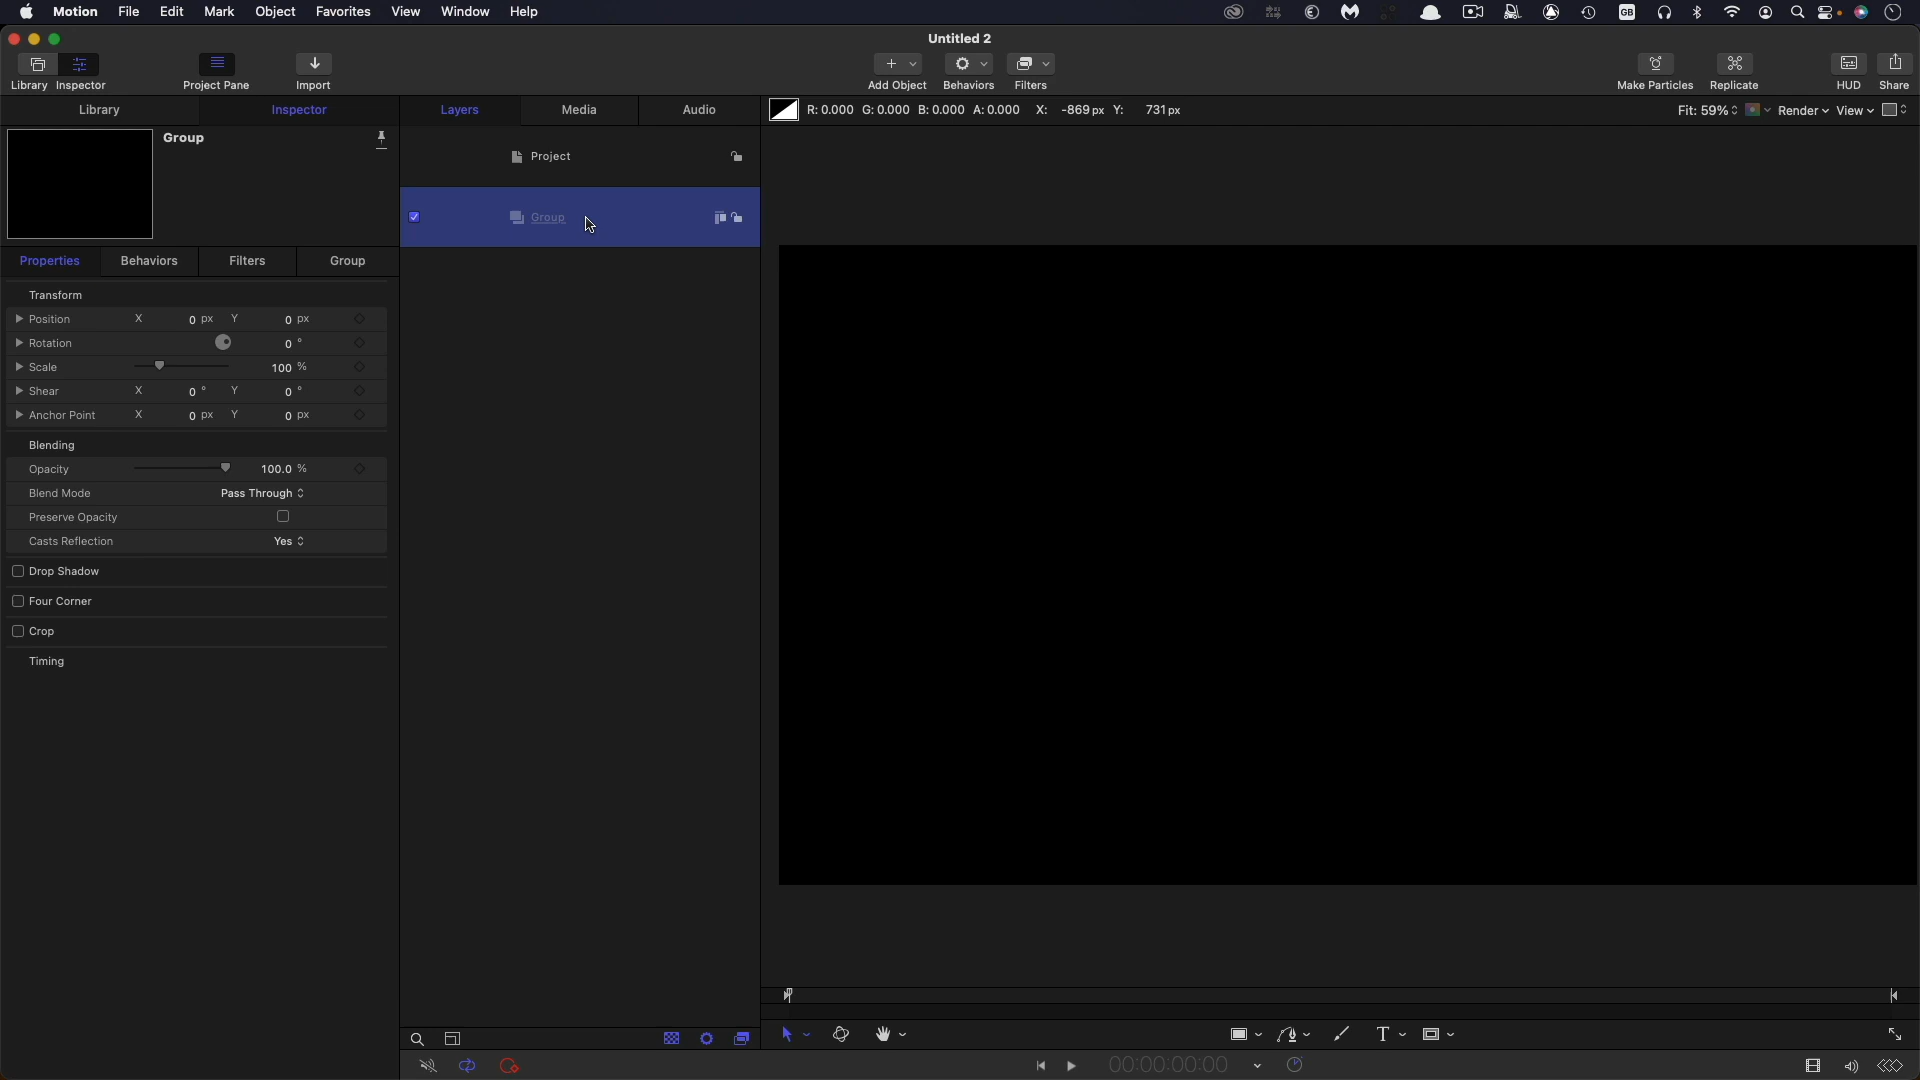 Motion File Edit Mark Object Favorites View Window Help GB
Untitled 2
Library Inspector Project Pane Import Add Object Behaviors Filters Make Particles Replicate HUD Share
Library Inspector Layers Media Audio R: 0.000 G: 0.000 B: 0.000 A: 0.000 X: -869 px Y: 731 px Fit: 59% Render View
Group
Project
Group
Properties Behaviors Filters Group
Transform
Position X 0 px Y 0 px
Rotation 0 °
Scale 100 %
Shear X 0 ° Y 0 °
Anchor Point X 0 px Y 0 px
Blending
Opacity 100.0 %
Blend Mode Pass Through
Preserve Opacity
Casts Reflection Yes
Drop Shadow
Four Corner
Crop
Timing
T
00:00:00:00